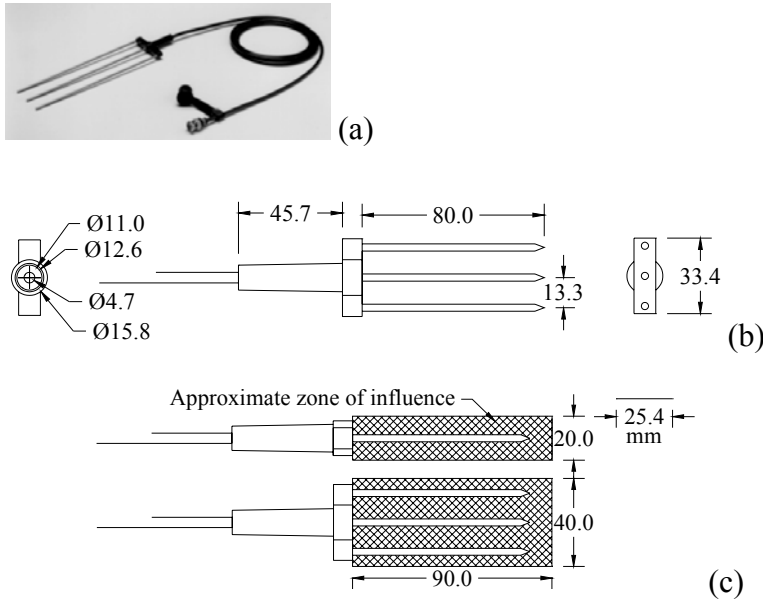 (a)
45.7
80.0
Ø11.0
Ø12.6
Ø4.7
Ø15.8
13.3
33.4
(b)
Approximate zone of influence
25.4
mm
20.0
40.0
90.0
(c)